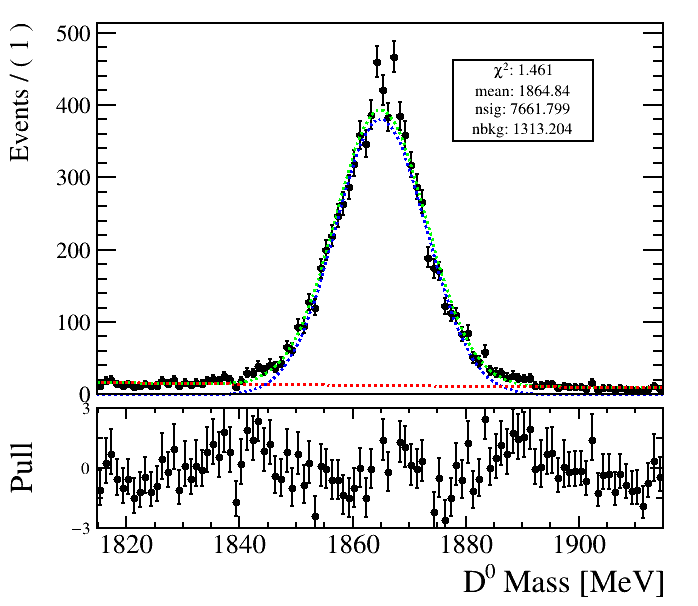 Events / ( 1 )
500
400
300
200
100
0
χ²: 1.461
mean: 1864.84
nsig: 7661.799
nbkg: 1313.204
Pull
3
0
−3
1820
1840
1860
1880
1900
D⁰ Mass [MeV]